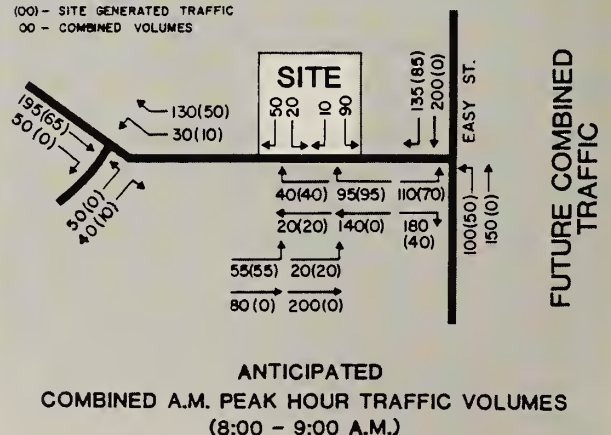 (00) - SITE GENERATED TRAFFIC
00 - COMBINED VOLUMES
SITE
50 20 10 90
135(85)
200(0)
EASY ST.
FUTURE COMBINED
TRAFFIC
195(65)
50(0)
130(50)
30(10)
50(0)
40(10)
40(40) 95(95) 110(70)
20(20) 140(0) 180
(40)
100(50)
150(0)
55(55) 20(20)
80(0) 200(0)
ANTICIPATED
COMBINED A.M. PEAK HOUR TRAFFIC VOLUMES
(8:00 - 9:00 A.M.)